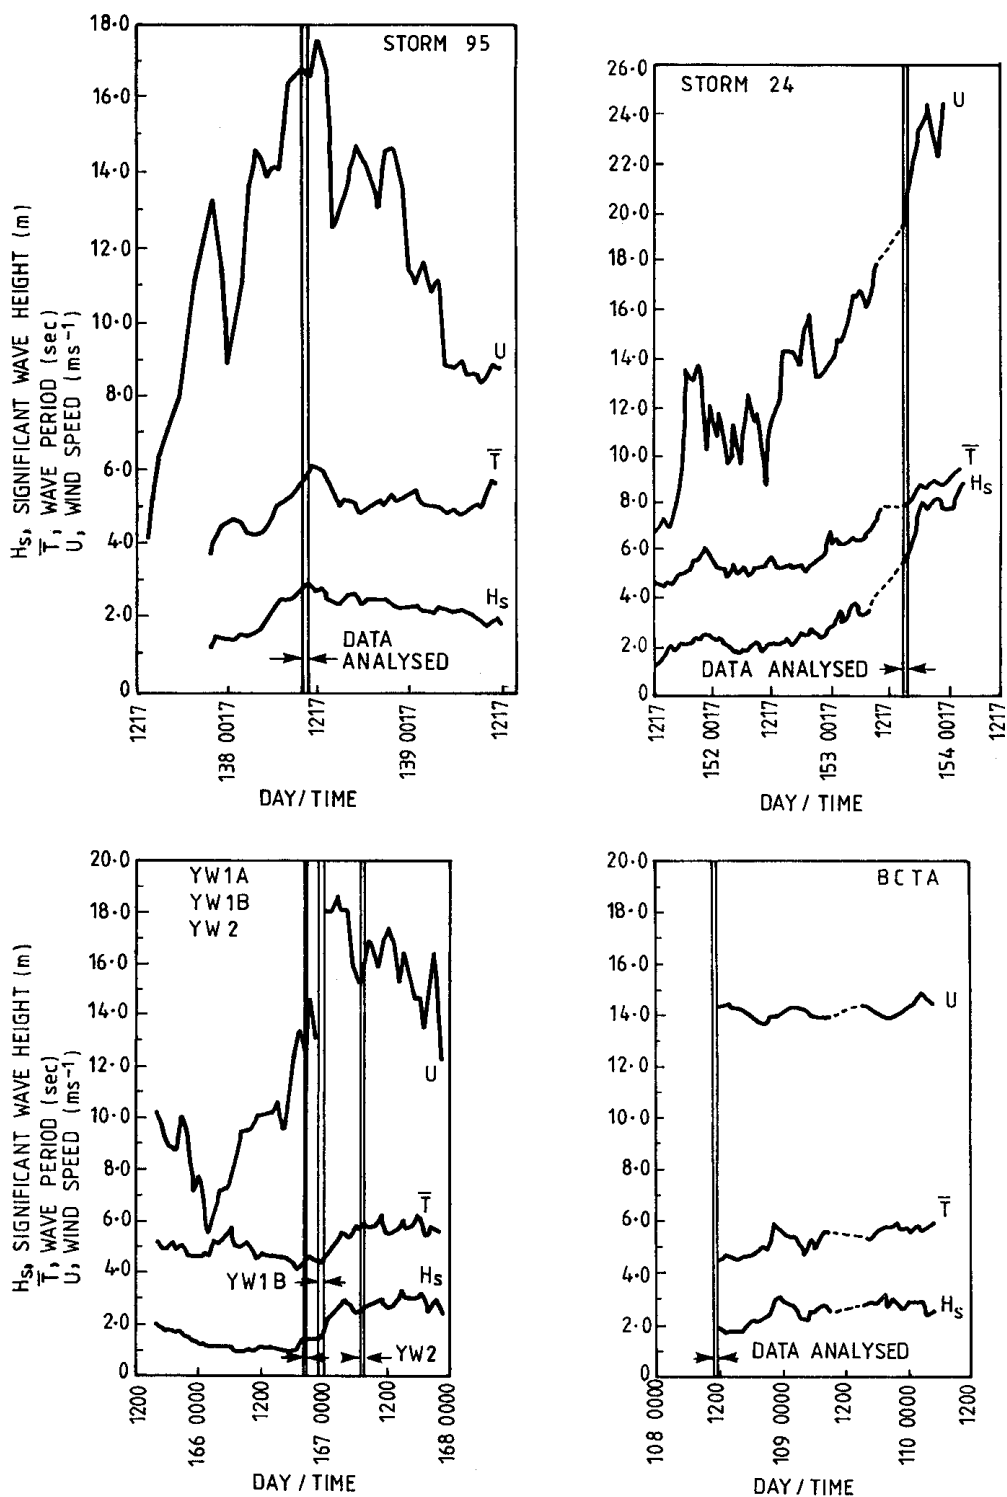 STORM 95
18.0
16.0
14.0
12.0
10.0
8.0
6.0
4.0
2.0
0
Hs, SIGNIFICANT WAVE HEIGHT (m)
T̅, WAVE PERIOD (sec)
U, WIND SPEED (ms⁻¹)
U
T̅
Hs
DATA
ANALYSED
1217
138 0017
1217
139 0017
1217
DAY/TIME
STORM 24
26.0
24.0
22.0
20.0
18.0
16.0
14.0
12.0
10.0
8.0
6.0
4.0
2.0
0
U
T̅
Hs
DATA ANALYSED
1217
152 0017
1217
153 0017
1217
154 0017
1217
DAY/TIME
YW1A
YW1B
YW2
20.0
18.0
16.0
14.0
12.0
10.0
8.0
6.0
4.0
2.0
0
Hs, SIGNIFICANT WAVE HEIGHT (m)
T̅, WAVE PERIOD (sec)
U, WIND SPEED (ms⁻¹)
U
T̅
YW1B
Hs
YW2
1200
166 0000
1200
167 0000
1200
168 0000
DAY/TIME
BCTA
20.0
18.0
16.0
14.0
12.0
10.0
8.0
6.0
4.0
2.0
0
U
T̅
Hs
DATA ANALYSED
108 0000
1200
109 0000
1200
110 0000
1200
DAY/TIME